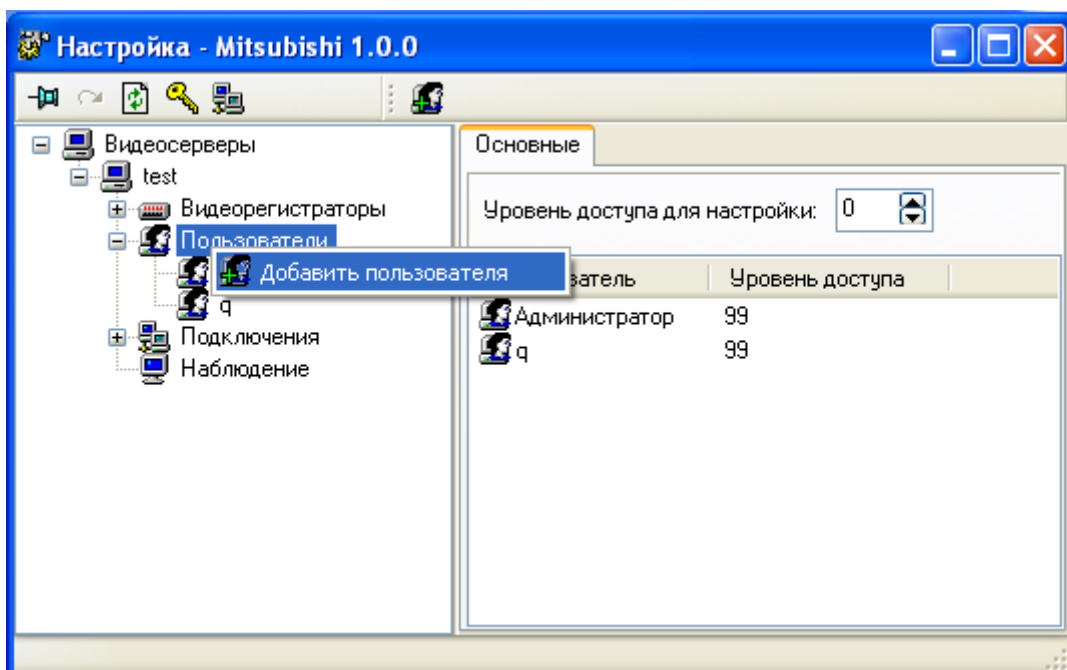 Настройка - Mitsubishi 1.0.0
Видеосерверы
test
Видеорегистраторы
Пользователи
Добавить пользователя
q
Подключения
Наблюдение
Основные
Уровень доступа для настройки: 0
Уровень доступа
Администратор 99
q 99